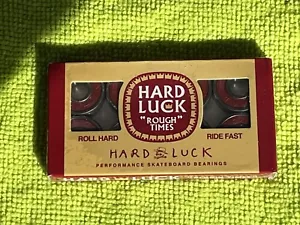 HARD
LUCK
"ROUGH"
TIMES
ROLL HARD
RIDE FAST
HARD LUCK
PERFORMANCE SKATEBOARD BEARINGS